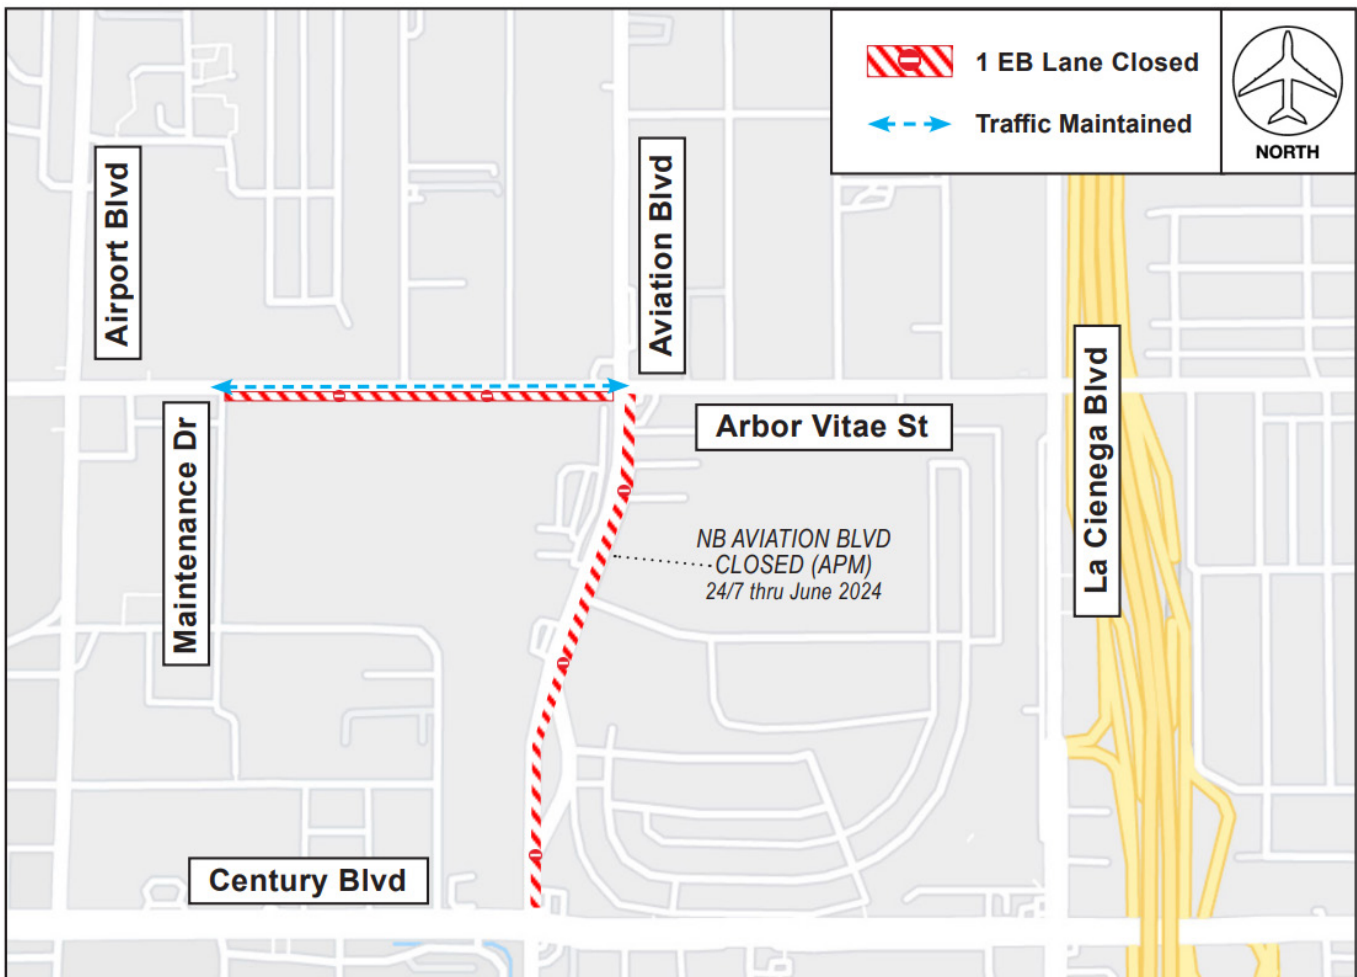 1 EB Lane Closed
Traffic Maintained
NORTH
Airport Blvd
Aviation Blvd
La Cienega Blvd
Maintenance Dr
Arbor Vitae St
NB AVIATION BLVD
CLOSED (APM)
24/7 thru June 2024
Century Blvd